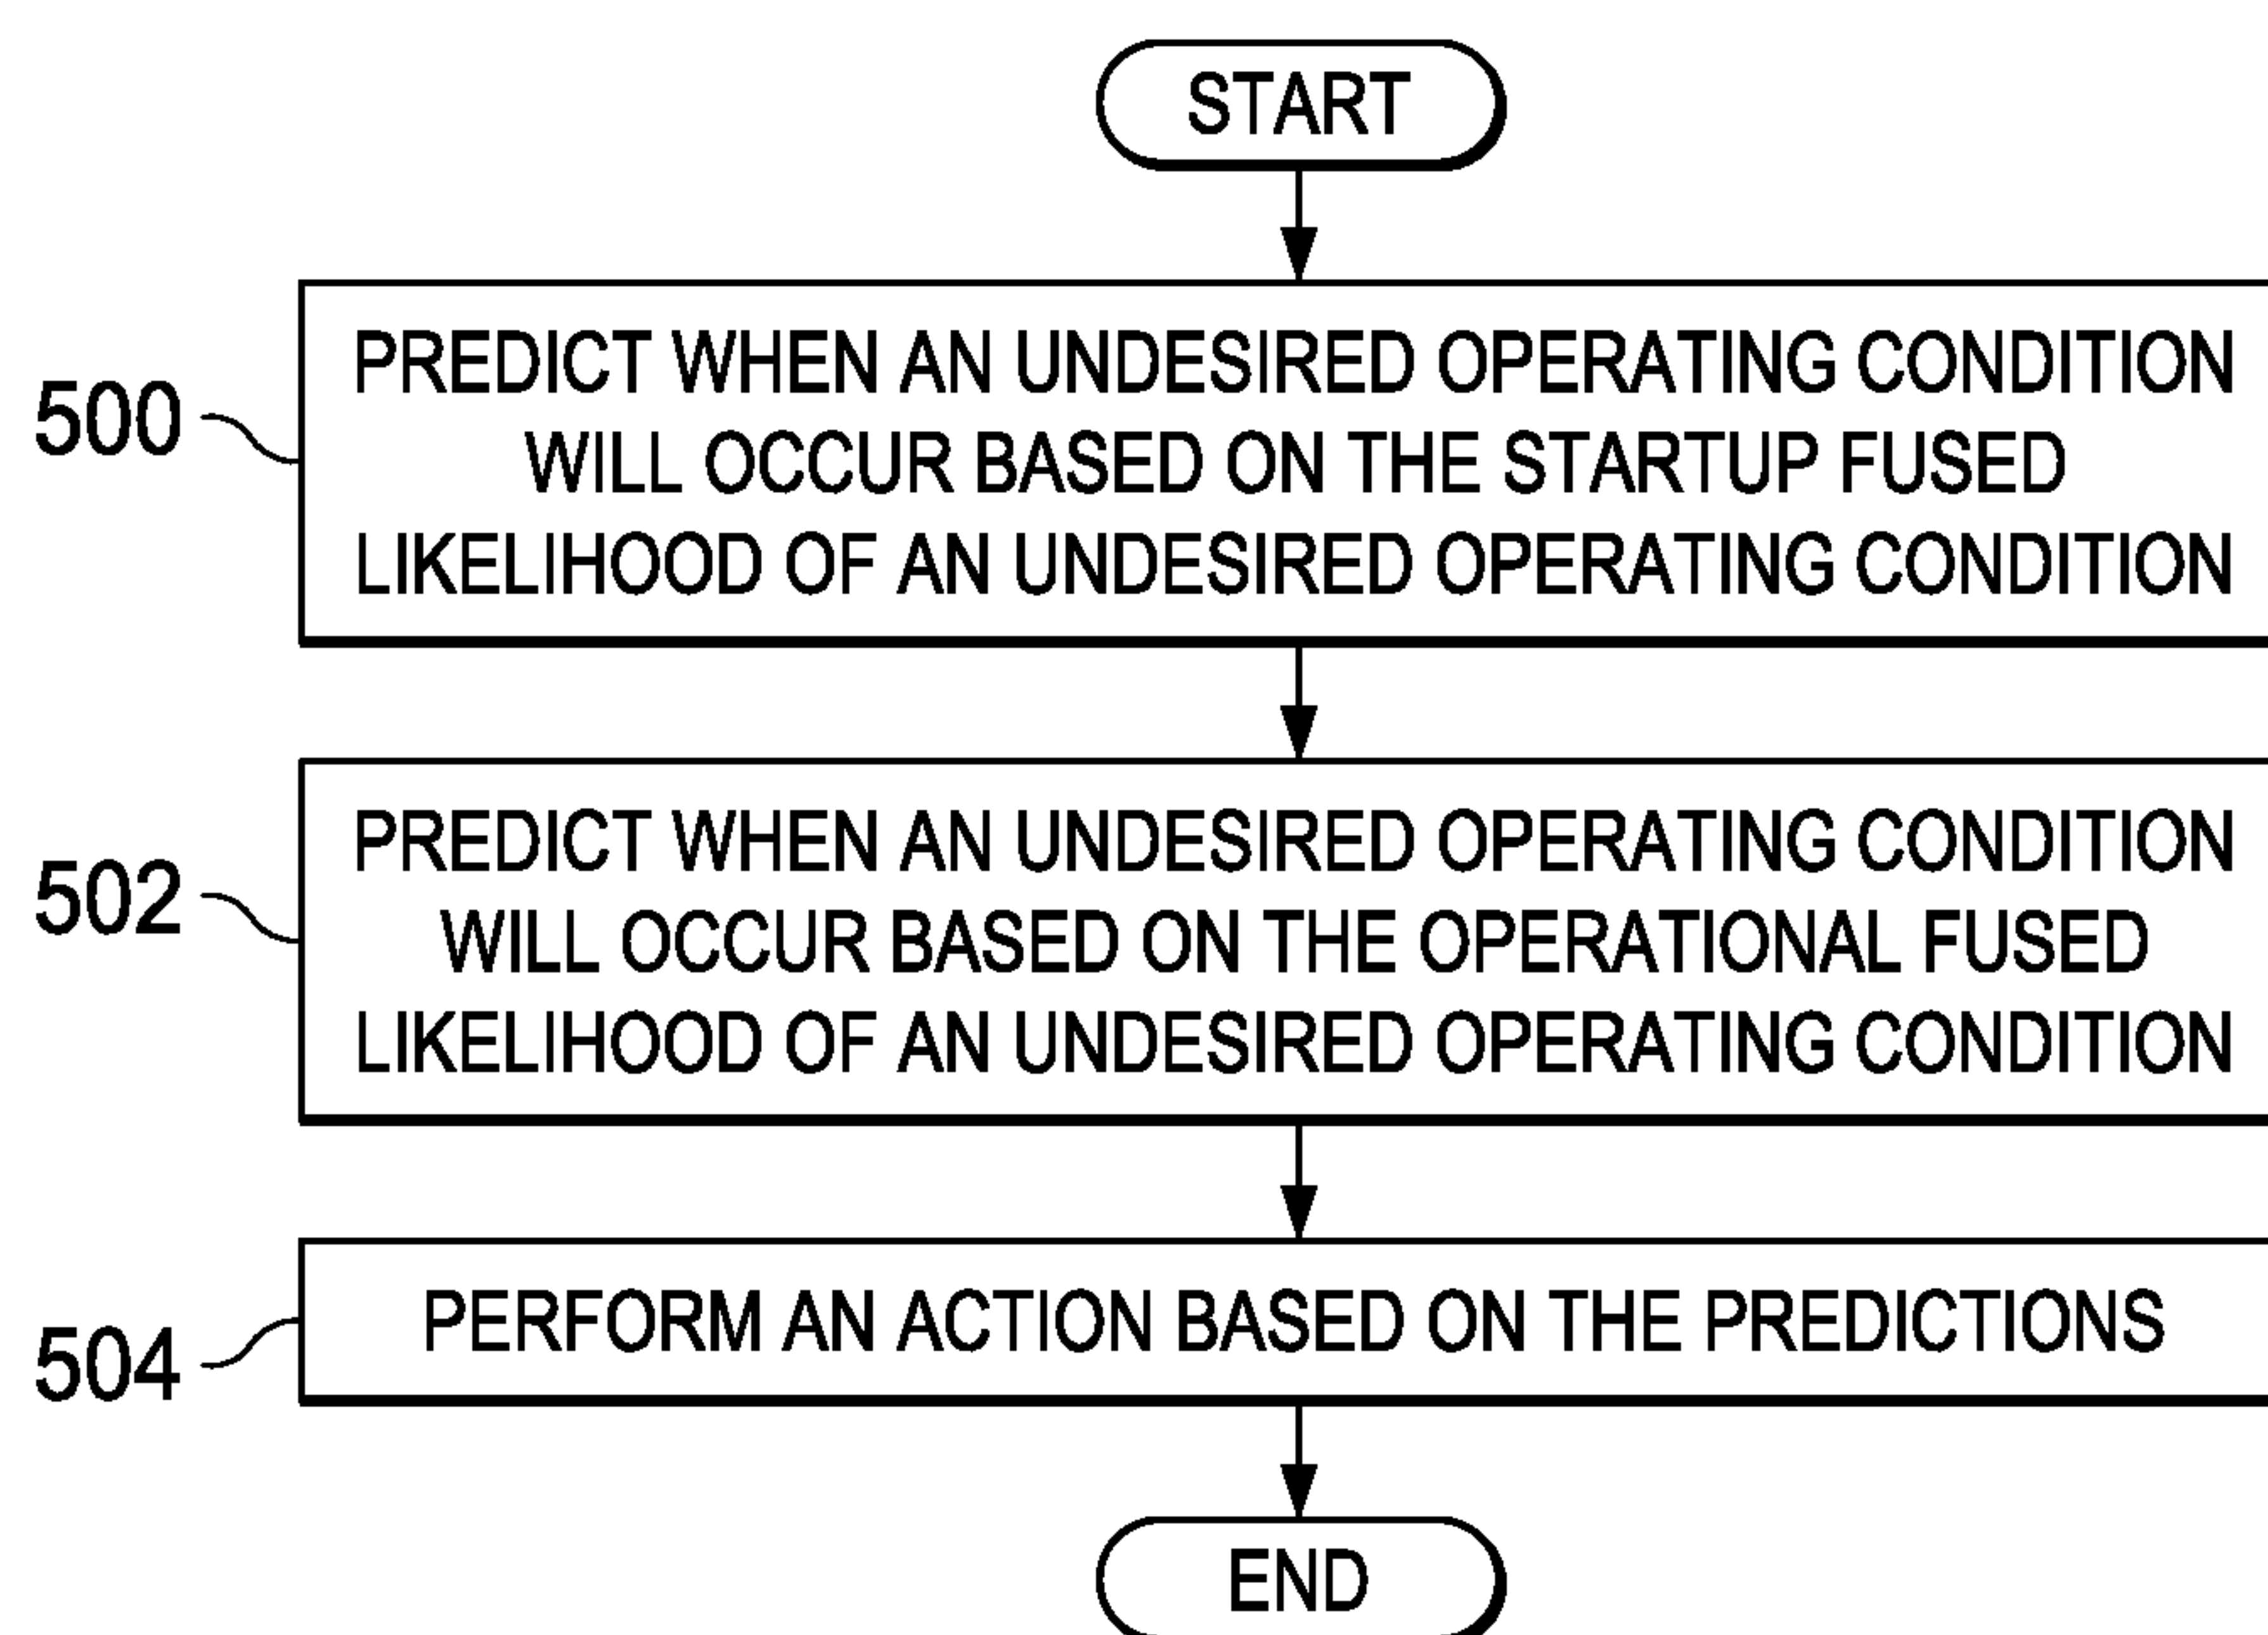 START
500
PREDICT WHEN AN UNDESIRED OPERATING CONDITION
WILL OCCUR BASED ON THE STARTUP FUSED
LIKELIHOOD OF AN UNDESIRED OPERATING CONDITION
502
PREDICT WHEN AN UNDESIRED OPERATING CONDITION
WILL OCCUR BASED ON THE OPERATIONAL FUSED
LIKELIHOOD OF AN UNDESIRED OPERATING CONDITION
504
PERFORM AN ACTION BASED ON THE PREDICTIONS
END